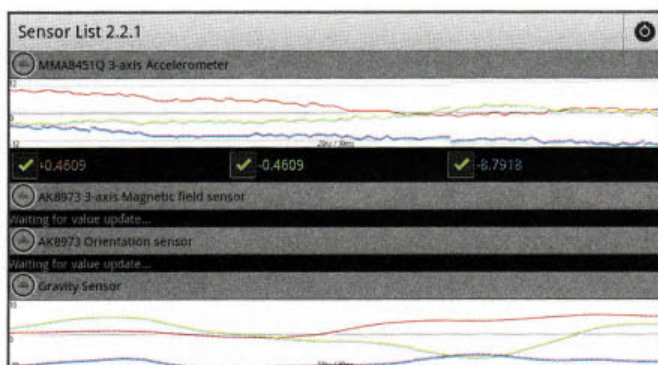 Sensor List 2.2.1
MMA8451Q 3-axis Accelerometer
+0.4609 -0.4609 -8.7918
AK8973 3-axis Magnetic field sensor
Waiting for value update...
AK8973 Orientation sensor
Waiting for value update...
Gravity Sensor